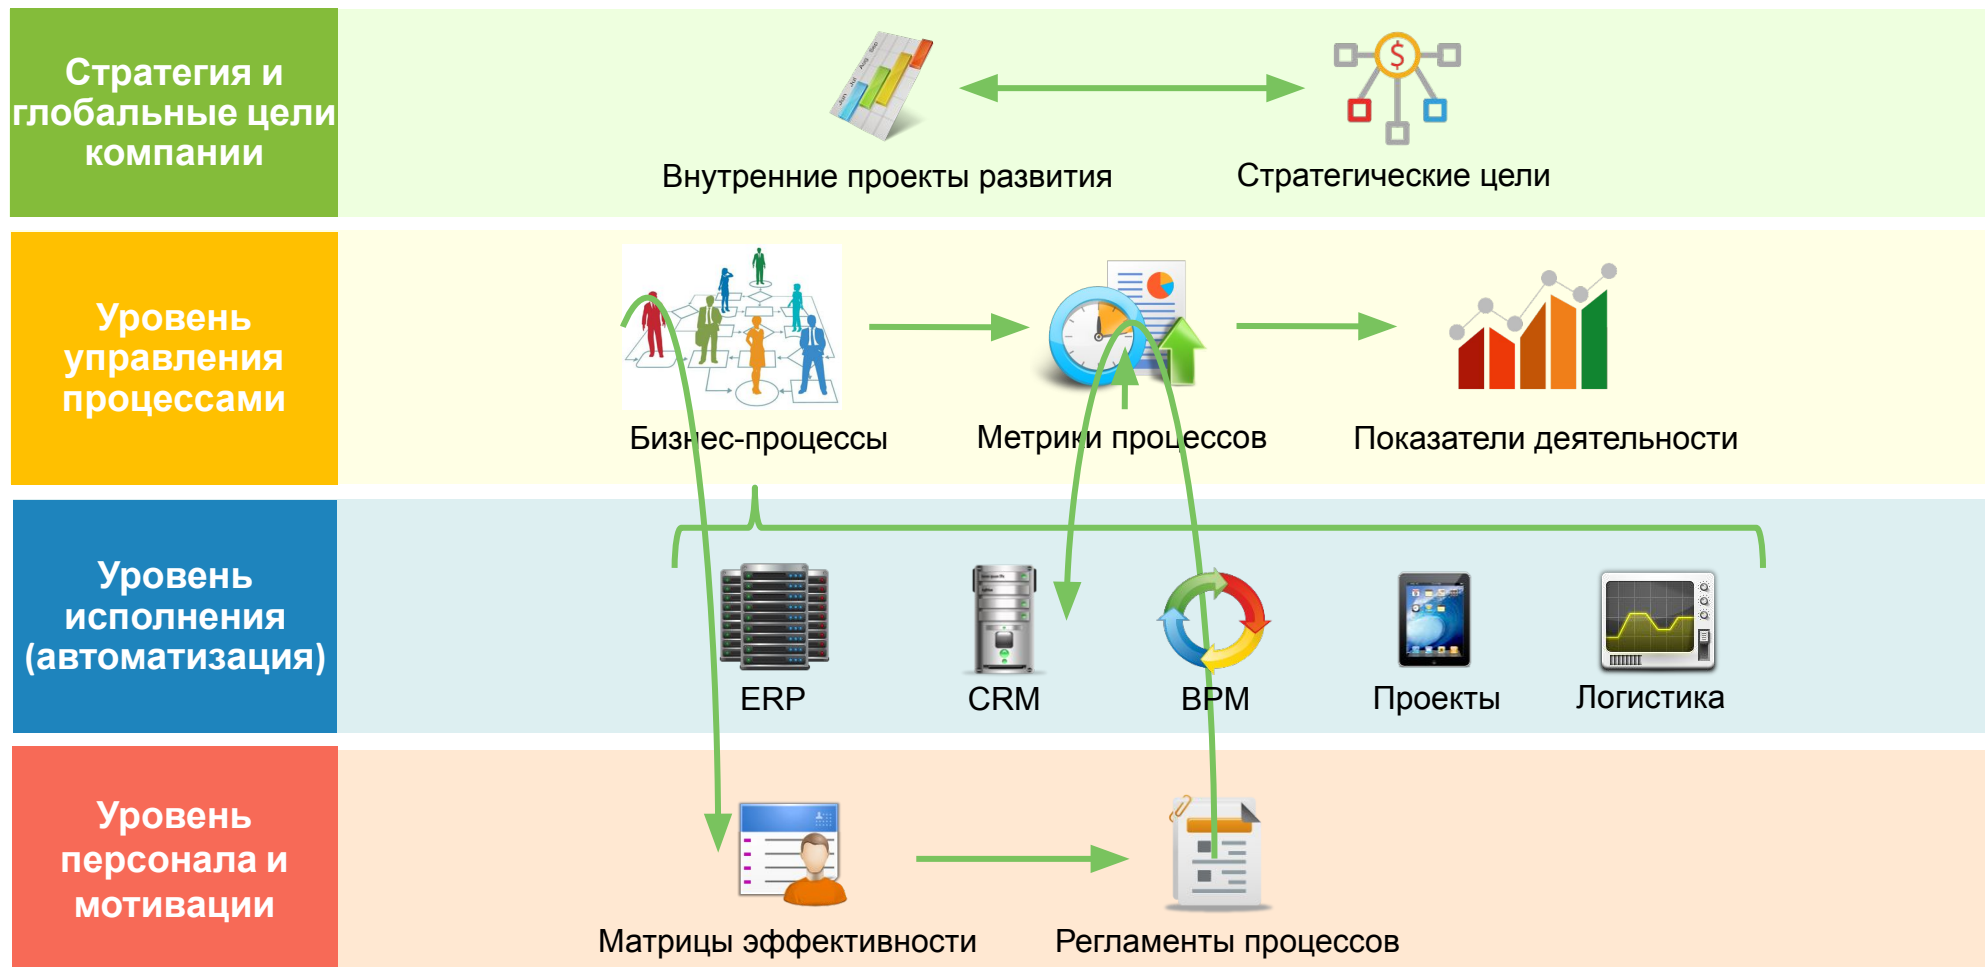 Стратегия и
глобальные цели
компании
Внутренние проекты развития
Стратегические цели
Уровень
управления
процессами
Бизнес-процессы
Метрики процессов
Показатели деятельности
Уровень
исполнения
(автоматизация)
ERP
CRM
BPM
Проекты
Логистика
Уровень
персонала и
мотивации
Матрицы эффективности
Регламенты процессов